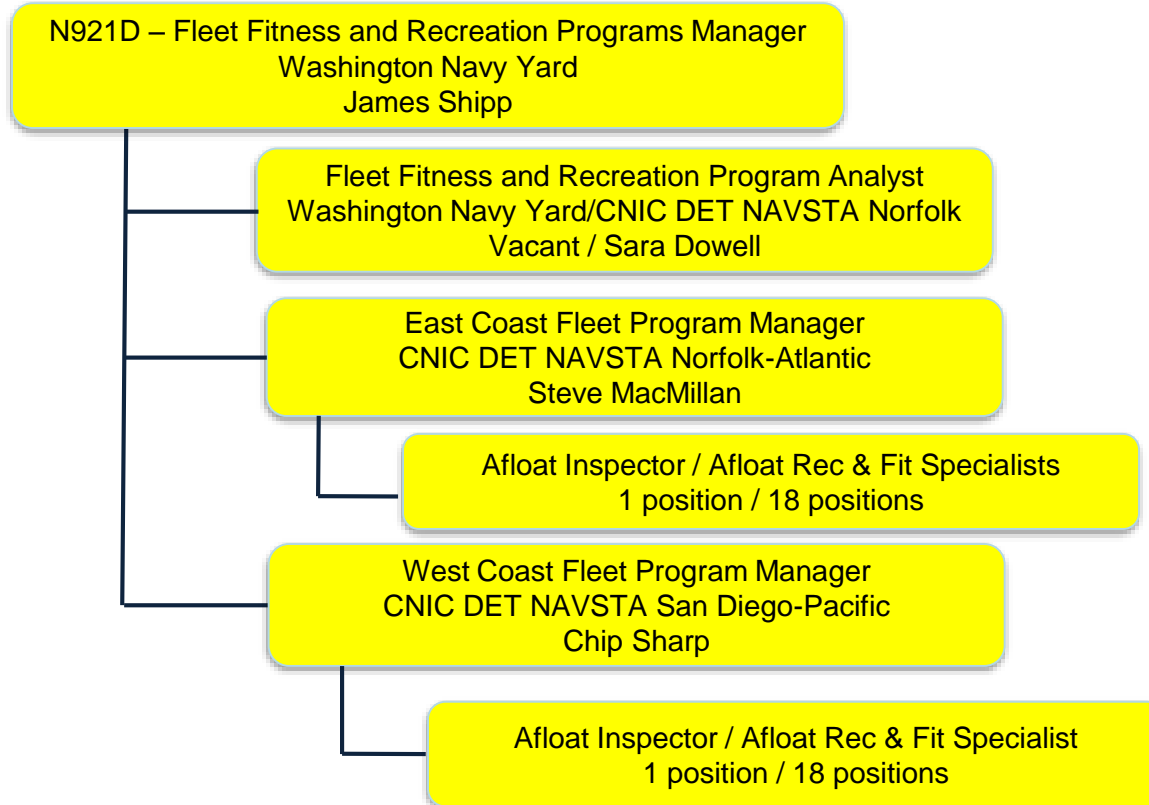 N921D – Fleet Fitness and Recreation Programs Manager
Washington Navy Yard
James Shipp
Fleet Fitness and Recreation Program Analyst
Washington Navy Yard/CNIC DET NAVSTA Norfolk
Vacant / Sara Dowell
East Coast Fleet Program Manager
CNIC DET NAVSTA Norfolk-Atlantic
Steve MacMillan
Afloat Inspector / Afloat Rec & Fit Specialists
1 position / 18 positions
West Coast Fleet Program Manager
CNIC DET NAVSTA San Diego-Pacific
Chip Sharp
Afloat Inspector / Afloat Rec & Fit Specialist
1 position / 18 positions